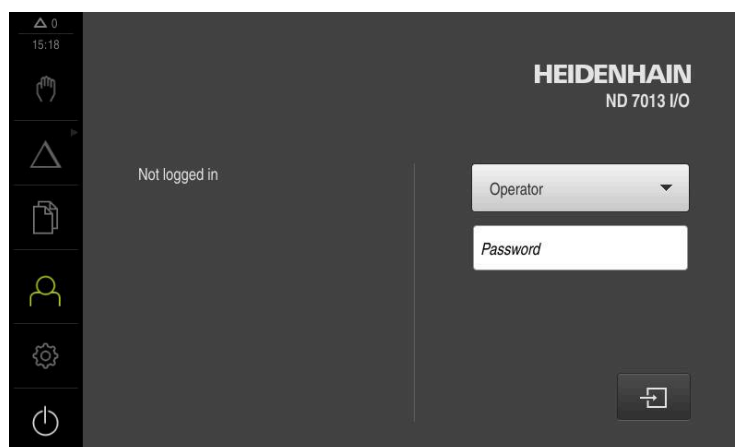 0
15:18
HEIDENHAIN
ND 7013 I/O
Not logged in
Operator
Password